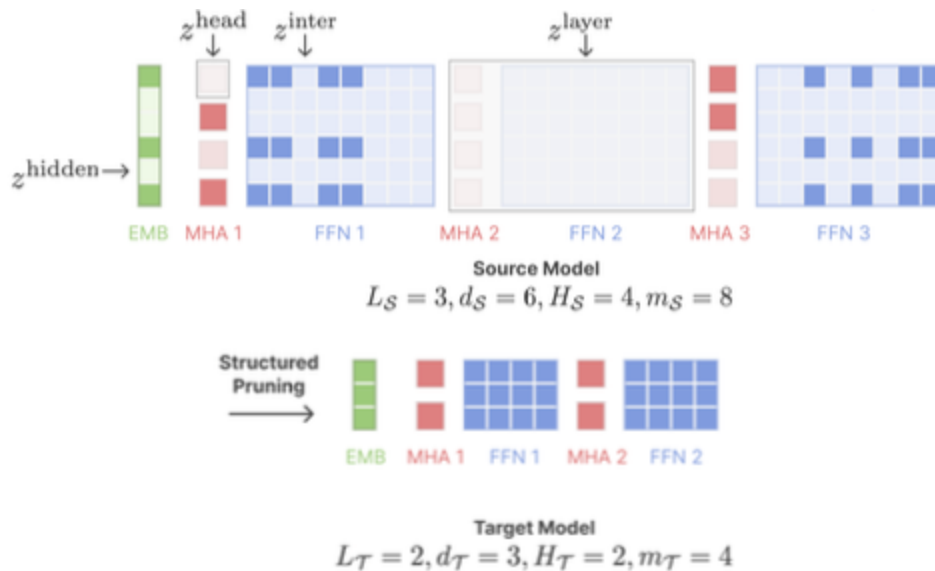 z^head z^inter z^layer
z^hidden
EMB MHA 1 FFN 1 MHA 2 FFN 2 MHA 3 FFN 3
Source Model
L_S = 3, d_S = 6, H_S = 4, m_S = 8
Structured
Pruning
EMB MHA 1 FFN 1 MHA 2 FFN 2
Target Model
L_T = 2, d_T = 3, H_T = 2, m_T = 4